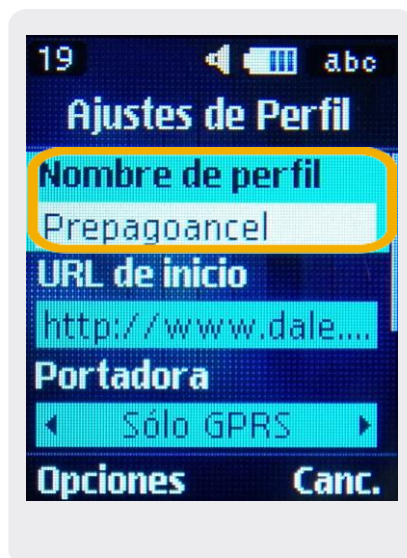 19 abc
Ajustes de Perfil
Nombre de perfil
Prepagoancel
URL de inicio
http://www.dale....
Portadora
Sólo GPRS
Opciones Canc.